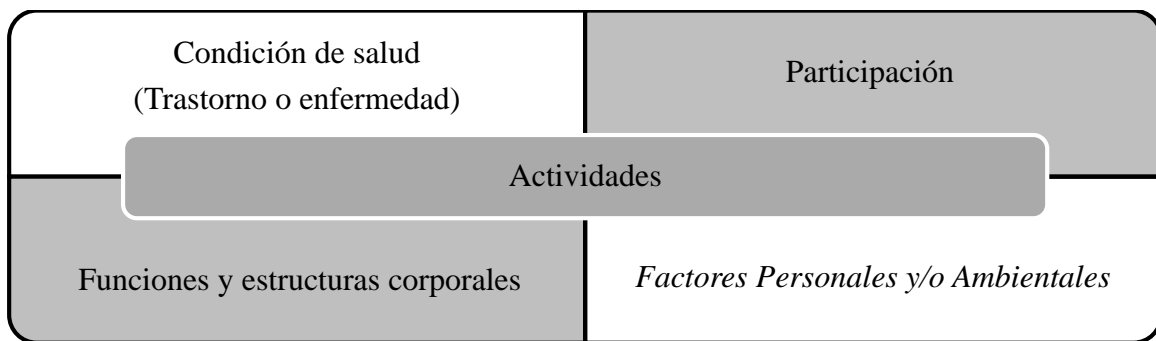 Condición de salud
(Trastorno o enfermedad)
Participación
Actividades
Funciones y estructuras corporales
Factores Personales y/o Ambientales